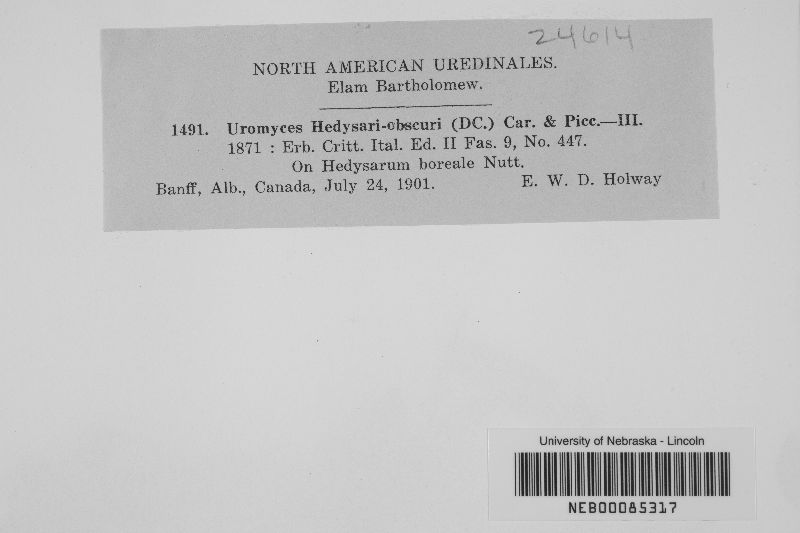 24614
NORTH AMERICAN UREDINALES.
Elam Bartholomew.
1491. Uromyces Hedysari-obscuri (DC.) Car. & Picc.—III.
1871 : Erb. Critt. Ital. Ed. II Fas. 9, No. 447.
On Hedysarum boreale Nutt.
Banff, Alb., Canada, July 24, 1901. E. W. D. Holway
University of Nebraska - Lincoln
NEB00085317